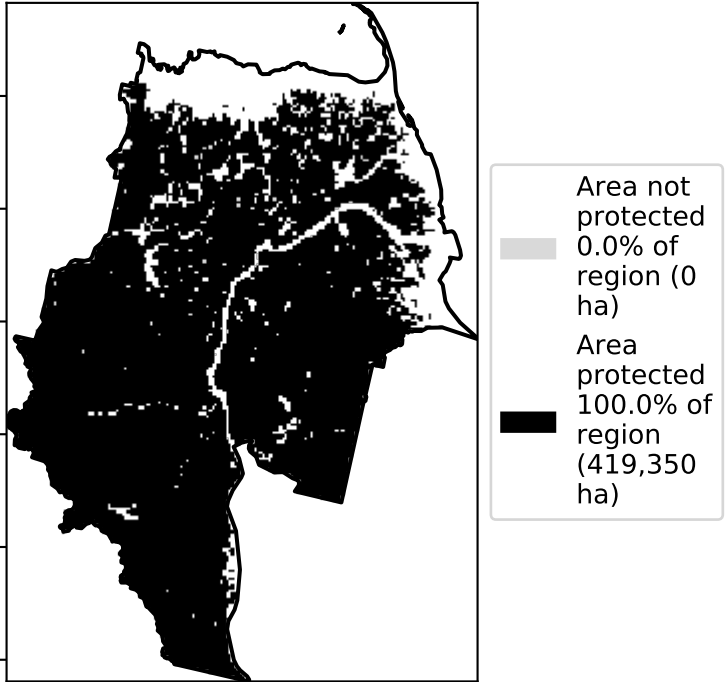 Area not
protected
0.0% of
region (0
ha)
Area
protected
100.0% of
region
(419,350
ha)